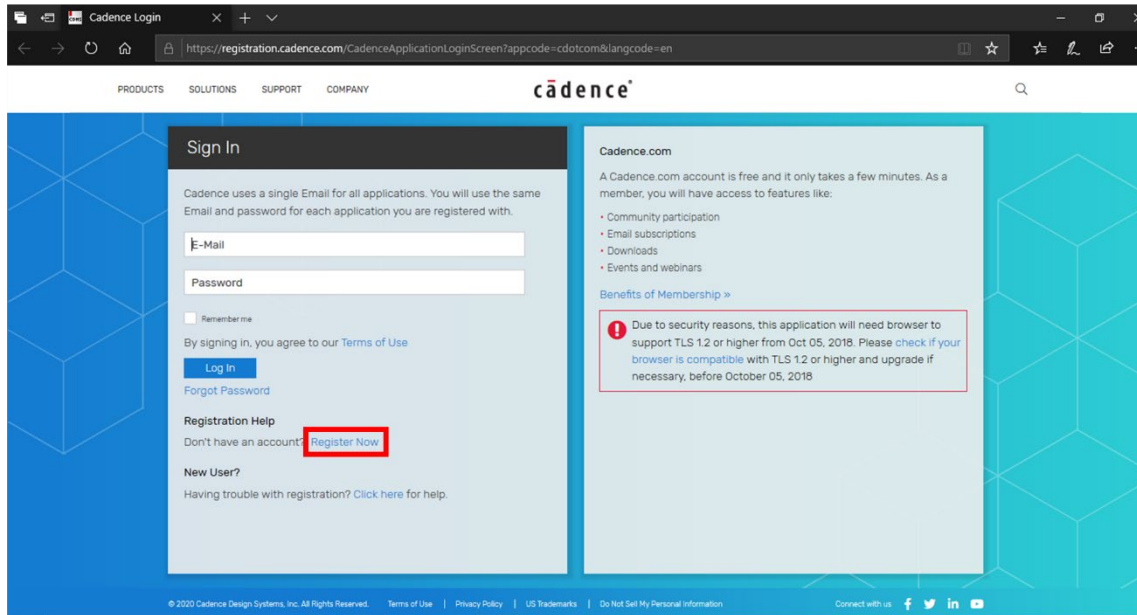 Cadence Login
https://registration.cadence.com/CadenceApplicationLoginScreen?appcode=cdotcom&langcode=en
PRODUCTS SOLUTIONS SUPPORT COMPANY
cādence®
Sign In
Cadence uses a single Email for all applications. You will use the same
Email and password for each application you are registered with.
E-Mail
Password
Remember me
By signing in, you agree to our Terms of Use
Log In
Forgot Password
Registration Help
Don't have an account? Register Now
New User?
Having trouble with registration? Click here for help.
Cadence.com
A Cadence.com account is free and it only takes a few minutes. As a
member, you will have access to features like:
• Community participation
• Email subscriptions
• Downloads
• Events and webinars
Benefits of Membership »
Due to security reasons, this application will need browser to
support TLS 1.2 or higher from Oct 05, 2018. Please check if your
browser is compatible with TLS 1.2 or higher and upgrade if
necessary, before October 05, 2018
© 2020 Cadence Design Systems, Inc. All Rights Reserved. Terms of Use | Privacy Policy | US Trademarks | Do Not Sell My Personal Information Connect with us